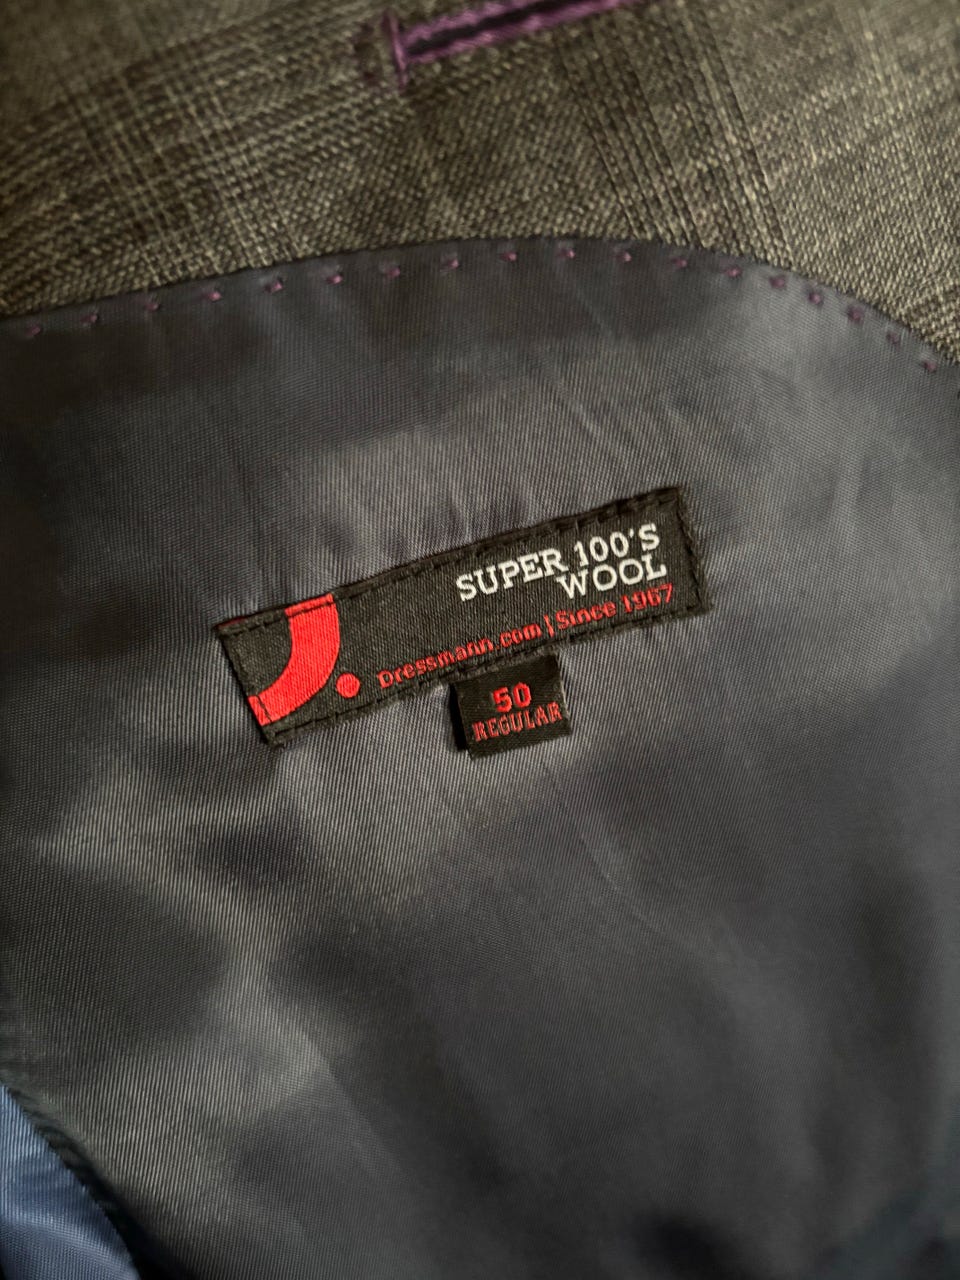 SUPER 100'S
WOOL
Dressmann.com | Since 1967
50
REGULAR